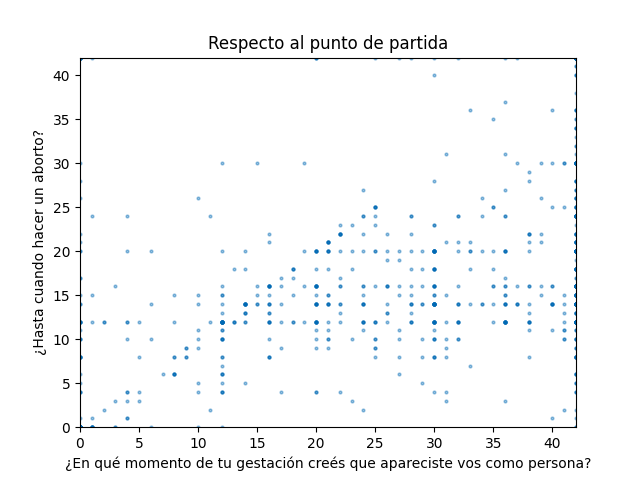 Respecto al punto de partida
¿Hasta cuando hacer un aborto?
40
35
30
25
20
15
10
5
0
0 5 10 15 20 25 30 35 40
¿En qué momento de tu gestación creés que apareciste vos como persona?